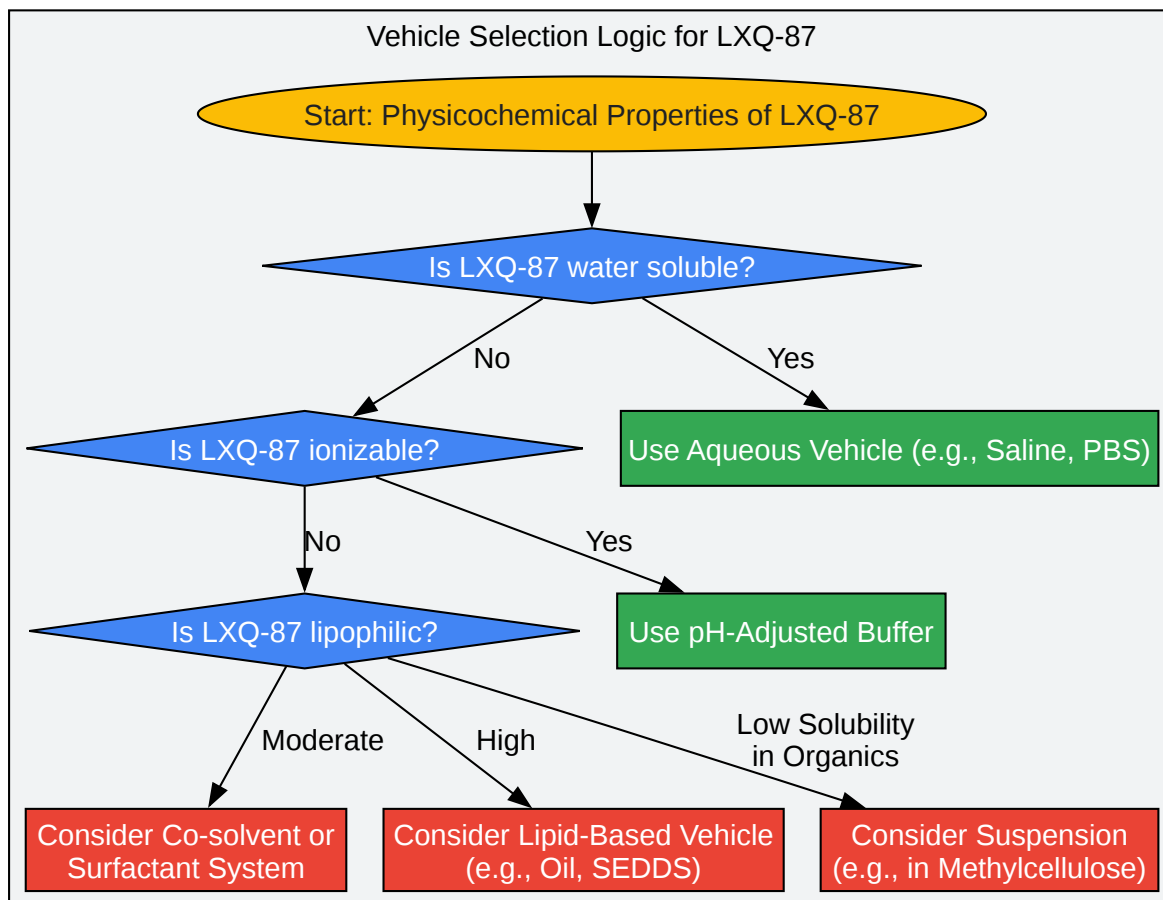 Vehicle Selection Logic for LXQ-87
Start: Physicochemical Properties of LXQ-87
Is LXQ-87 water soluble?
No
Yes
Is LXQ-87 ionizable?
Use Aqueous Vehicle (e.g., Saline, PBS)
No
Yes
Is LXQ-87 lipophilic?
Use pH-Adjusted Buffer
Moderate
High
Low Solubility
in Organics
Consider Co-solvent or
Surfactant System
Consider Lipid-Based Vehicle
(e.g., Oil, SEDDS)
Consider Suspension
(e.g., in Methylcellulose)